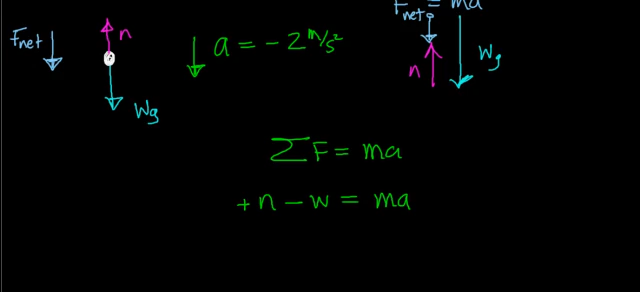 Fnet = ma
Fnet n a = -2 m/s²
n Wg
Wg
ΣF = ma
+n - w = ma